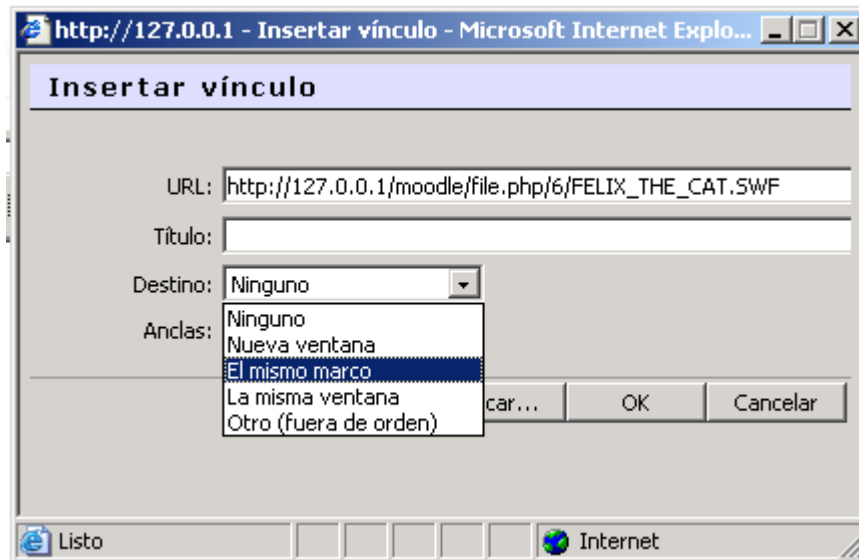 http://127.0.0.1 - Insertar vínculo - Microsoft Internet Explo...
Insertar vínculo
URL: http://127.0.0.1/moodle/file.php/6/FELIX_THE_CAT.SWF
Título:
Destino: Ninguno
Anclas:
Ninguno
Nueva ventana
El mismo marco
La misma ventana
Otro (fuera de orden)
car... OK Cancelar
Listo Internet